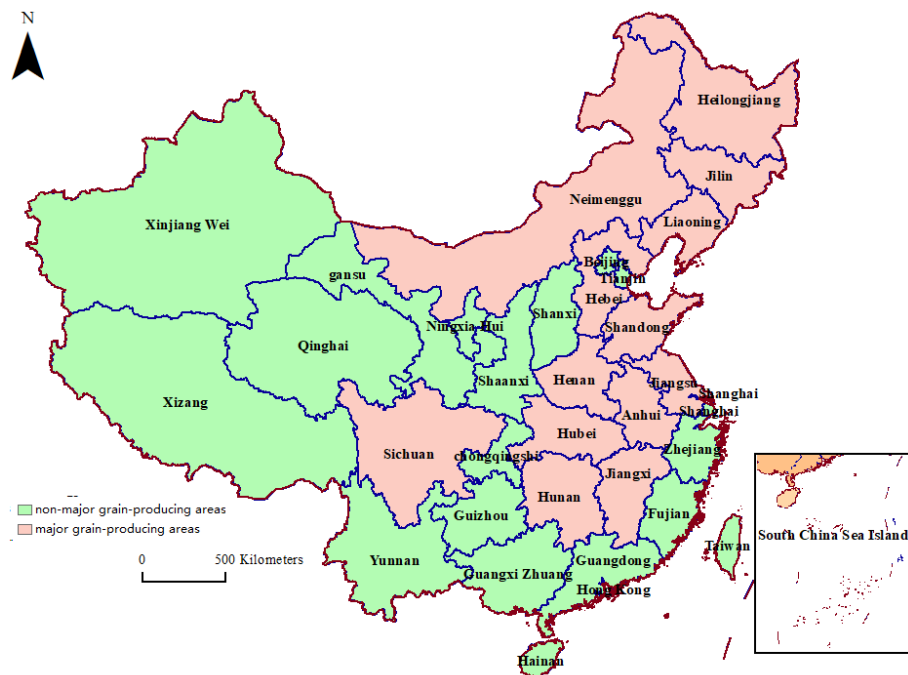 N
Heilongjiang
Jilin
Neimenggu
Liaoning
Xinjiang Wei
Beijing
gansu
Tianjin
Hebei
Shanxi
Ningxia Hui
Shandong
Qinghai
Henan
Shaanxi
Jiangsu
Shanghai
Xizang
Anhui
Shanghai
Hubei
Zhejiang
Sichuan
chongqingshi
Jiangxi
Hunan
non-major grain-producing areas
Guizhou
Fujian
major grain-producing areas
South China Sea Island
Taiwan
0 500 Kilometers
Yunnan
Guangdong
Guangxi Zhuang
Hong Kong
Hainan